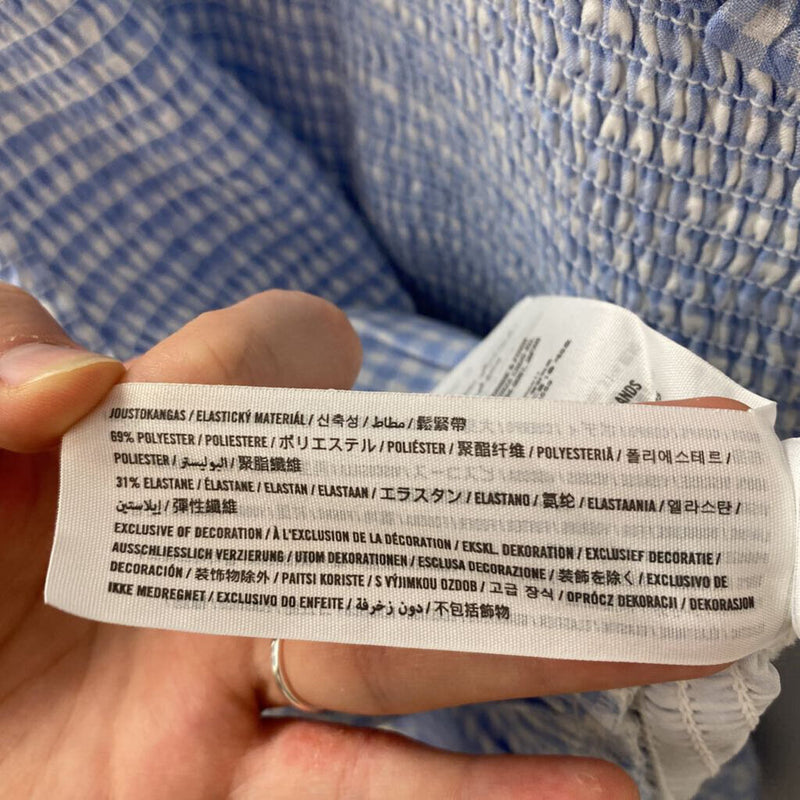 JOUSTOKANGAS / ELASTICKÝ MATERIÁL / 신축성 / مطاط / 鬆緊帶
69% POLYESTER / POLIESTERE / ポリエステル / POLIÉSTER / 聚酯纤维 / POLYESTERIÄ / 폴리에스테르 /
POLIESTER / البوليستر / 聚脂纖維
31% ELASTANE / ÉLASTANE / ELASTAN / ELASTAAN / エラスタン / ELASTANO / 氨纶 / ELASTAANIA / 엘라스탄 /
إيلاستين / 彈性纖維
EXCLUSIVE OF DECORATION / À L'EXCLUSION DE LA DÉCORATION / EKSKL. DEKORATION / EXCLUSIEF DECORATIE /
AUSSCHLIESSLICH VERZIERUNG / UTOM DEKORATIONEN / ESCLUSA DECORAZIONE / 装飾を除く / EXCLUSIVO DE
DECORACIÓN / 装饰物除外 / PAITSI KORISTE / S VÝJIMKOU OZDOB / 고급 장식 / OPRÓCZ DEKORACJI / DEKORASJON
IKKE MEDREGNET / EXCLUSIVO DO ENFEITE / دون زخرفة / 不包括飾物